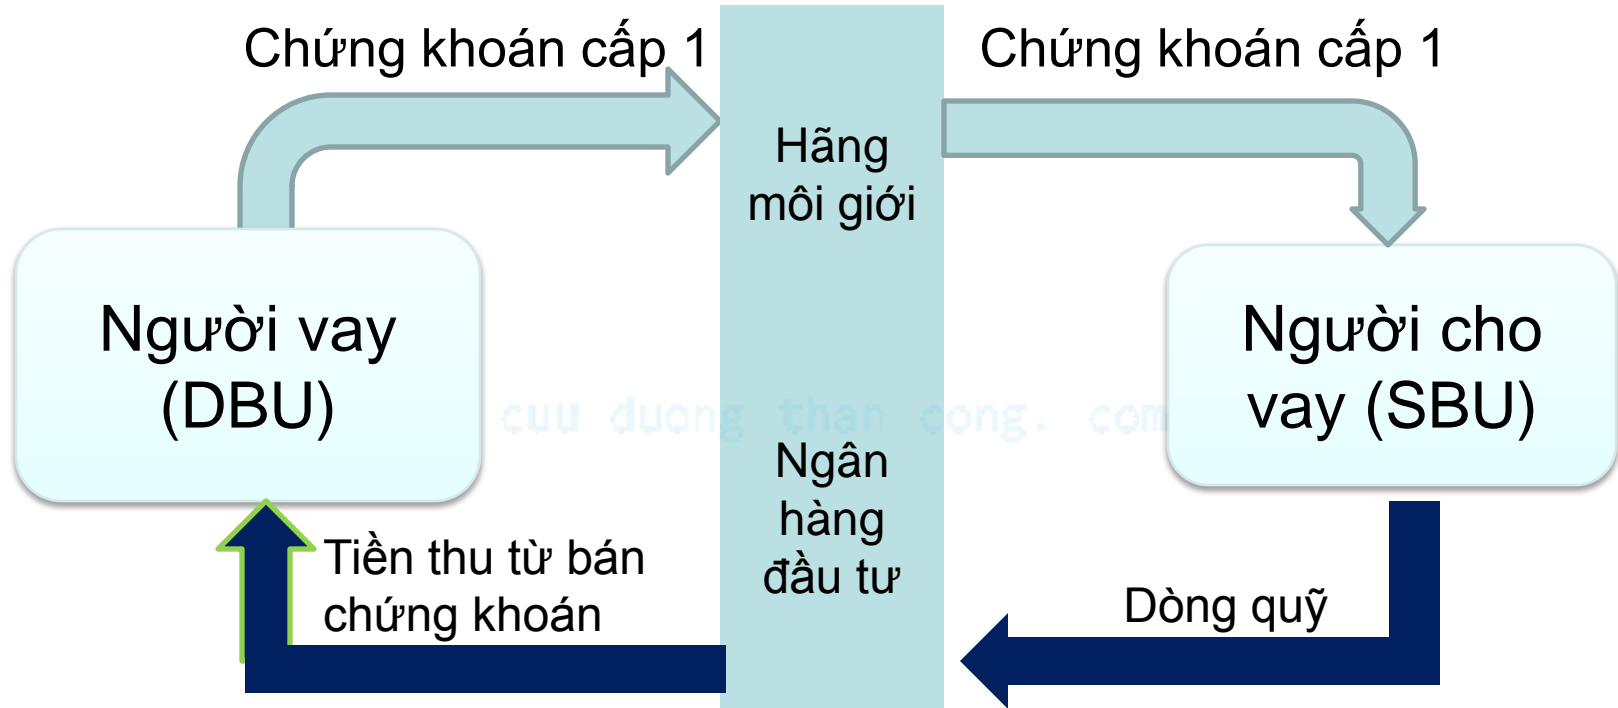 Chứng khoán cấp 1
Chứng khoán cấp 1
Hãng
môi giới
Người vay
(DBU)
Người cho
vay (SBU)
cuu duong than cong. com
Ngân
hàng
đầu tư
Tiền thu từ bán
chứng khoán
Dòng quỹ